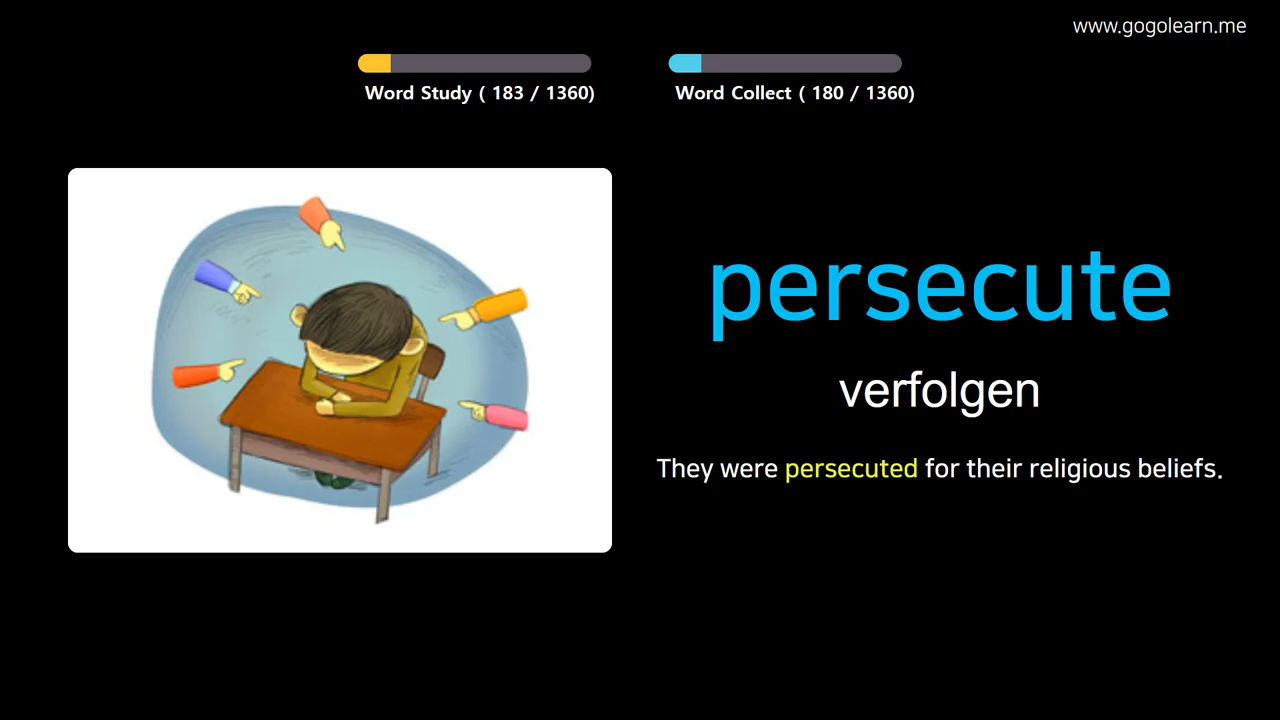 www.gogolearn.me
Word Study ( 183 / 1360)
Word Collect ( 180 / 1360)
persecute
verfolgen
They were persecuted for their religious beliefs.